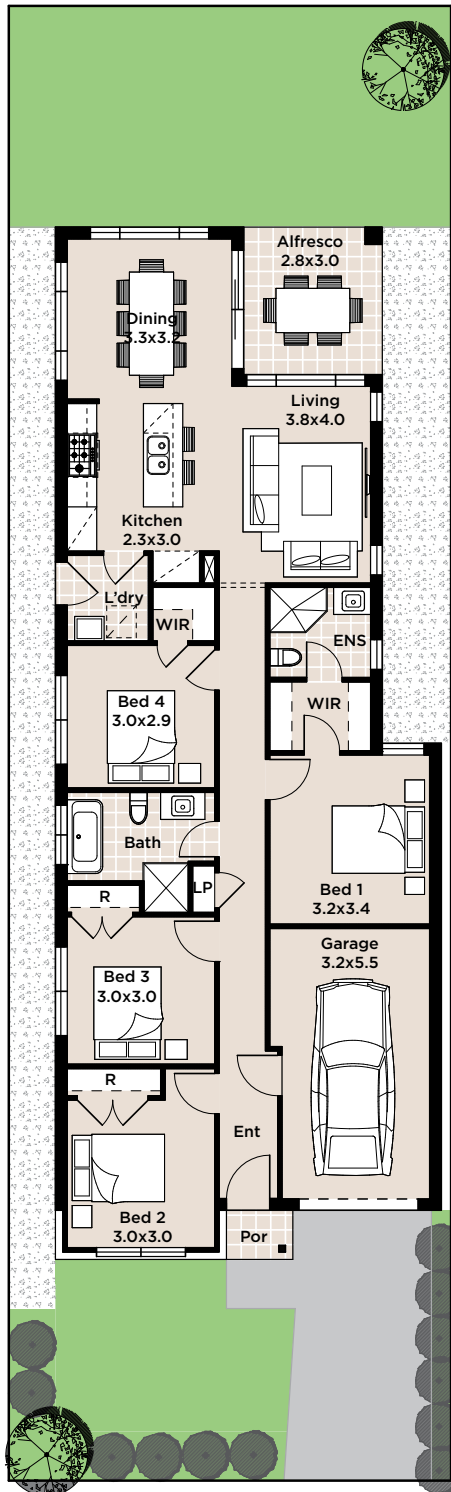 Alfresco
2.8x3.0
Dining
3.3x3.2
Living
3.8x4.0
Kitchen
2.3x3.0
L'dry
WIR
ENS
WIR
Bed 4
3.0x2.9
Bath
LP
Bed 1
3.2x3.4
R
Garage
3.2x5.5
Bed 3
3.0x3.0
R
Ent
Bed 2
3.0x3.0
Por